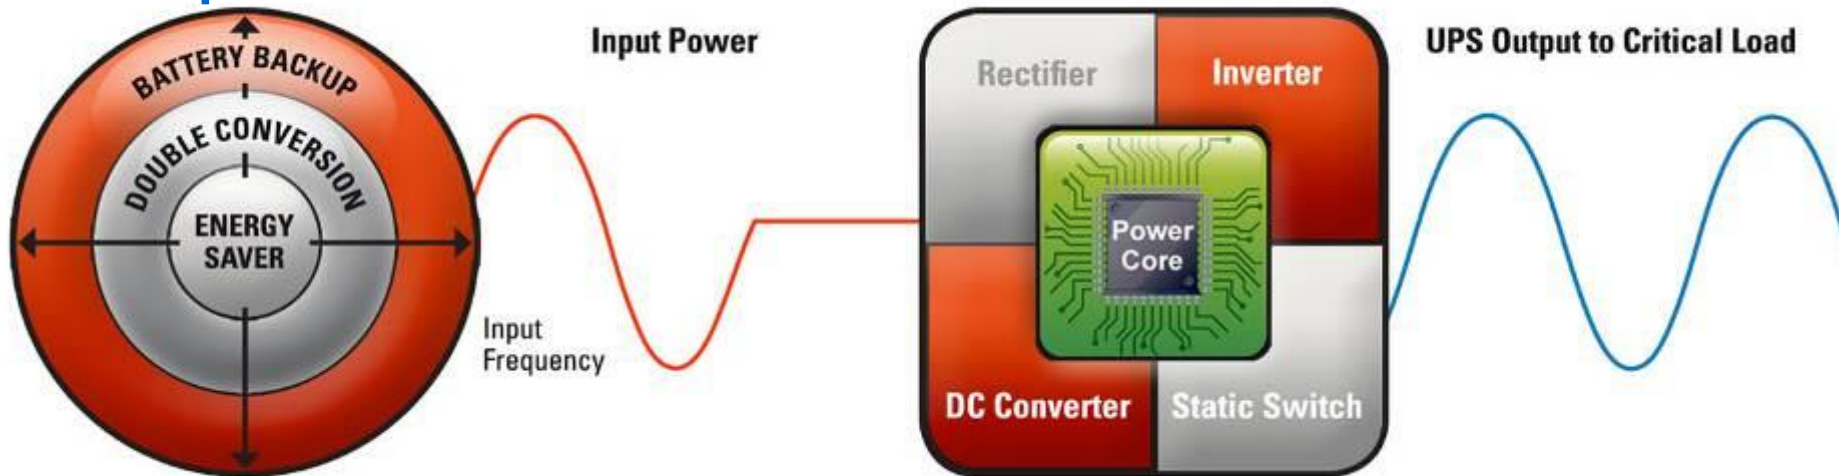 BATTERY BACKUP
DOUBLE CONVERSION
ENERGY
SAVER
Input Power
Input
Frequency
Rectifier
Inverter
Power
Core
DC Converter
Static Switch
UPS Output to Critical Load